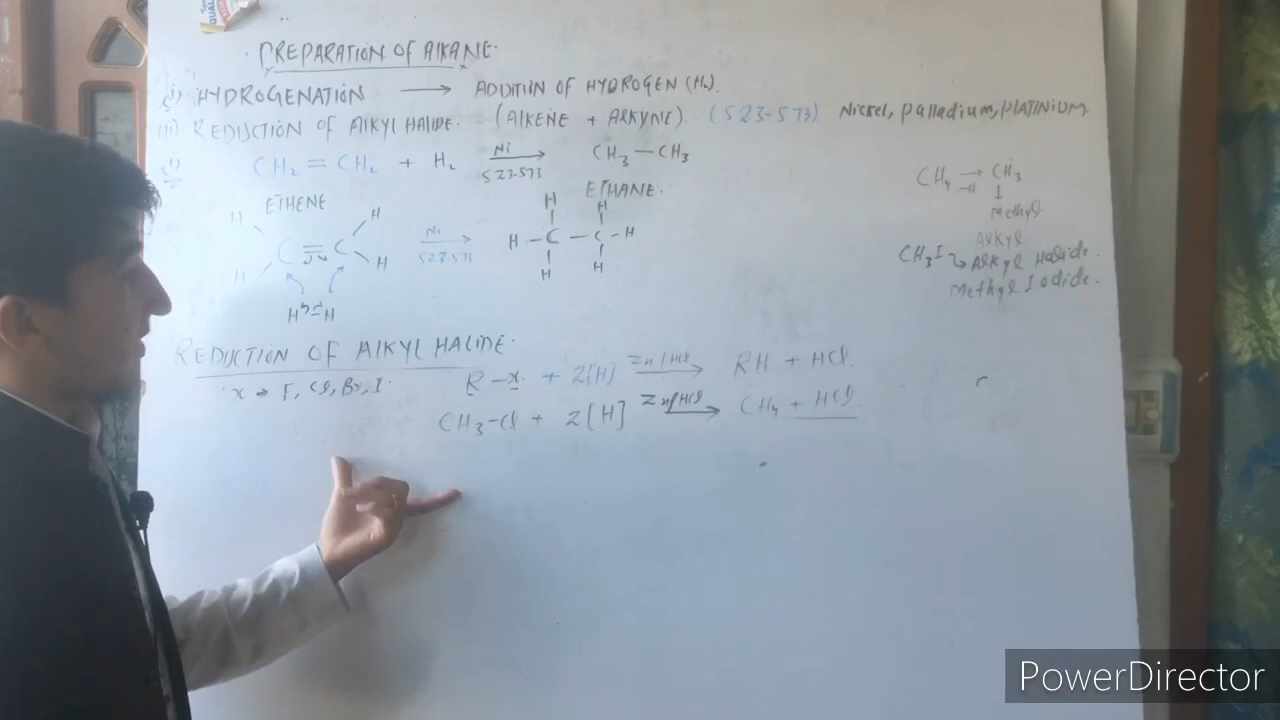 PREPARATION OF AlKANE.
i) HYDROGENATION → ADDITION OF HYDROGEN (H₂).
(ii) REDUCTION OF AlKYL HALIDE. (AlKENE + AlKYNE). (523-573) Nickel, palladium, PLATINIUM
i) CH₂ = CH₂ + H₂ Ni 523-573 → CH₃ — CH₃
ETHENE ETHANE.
H H H H
C = C Ni → H - C - C - H
H H H H
H H
CH₄ → -H CH₃
↓
Methyl
Alkyl
CH₃I ↘ Alkyl Halide.
Methyl Iodide.
REDUCTION OF AlKYL HALIDE.
x → F, Cl, Br, I. R - x. + 2[H] Zn/HCl → RH + HCl.
CH₃-Cl + 2[H] Zn/HCl → CH₄ + HCl.
PowerDirector